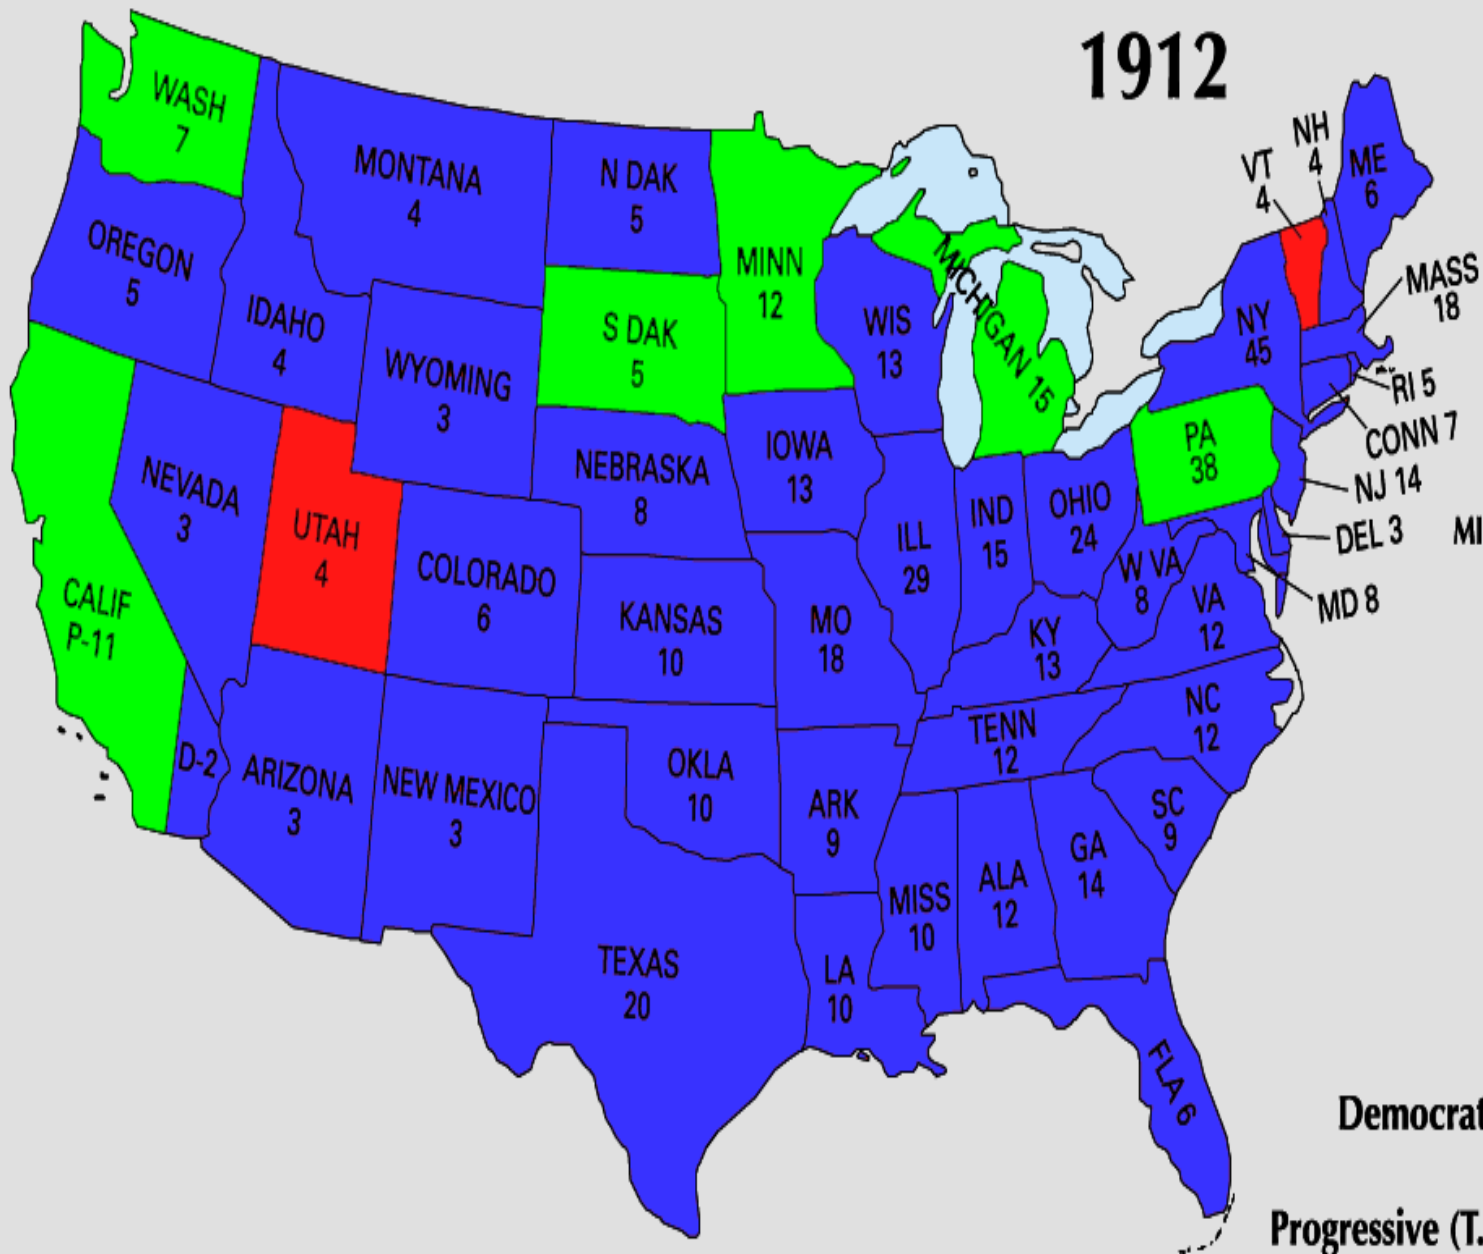 1912
WASH
7
MONTANA
4
N DAK
5
MINN
12
OREGON
5
IDAHO
4
WYOMING
3
S DAK
5
WIS
13
MICHIGAN 15
VT
4
NH
4
ME
6
MASS
18
NY
45
RI 5
CONN 7
NJ 14
DEL 3
MI
MD 8
PA
38
CALIF
P-11
D-2
NEVADA
3
UTAH
4
COLORADO
6
NEBRASKA
8
IOWA
13
ILL
29
IND
15
OHIO
24
W VA
8
VA
12
KANSAS
10
MO
18
KY
13
NC
12
TENN
12
ARIZONA
3
NEW MEXICO
3
OKLA
10
ARK
9
SC
9
MISS
10
ALA
12
GA
14
TEXAS
20
LA
10
FLA 6
Democrat
Progressive (T.